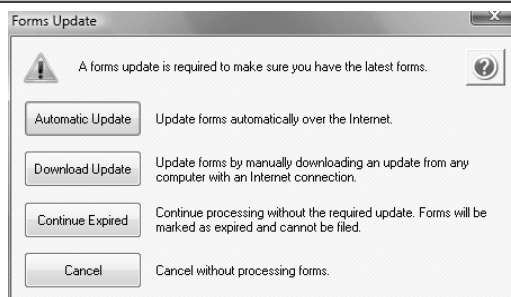 Forms Update
A forms update is required to make sure you have the latest forms.
Automatic Update
Update forms automatically over the Internet.
Download Update
Update forms by manually downloading an update from any
computer with an Internet connection.
Continue Expired
Continue processing without the required update. Forms will be
marked as expired and cannot be filed.
Cancel
Cancel without processing forms.